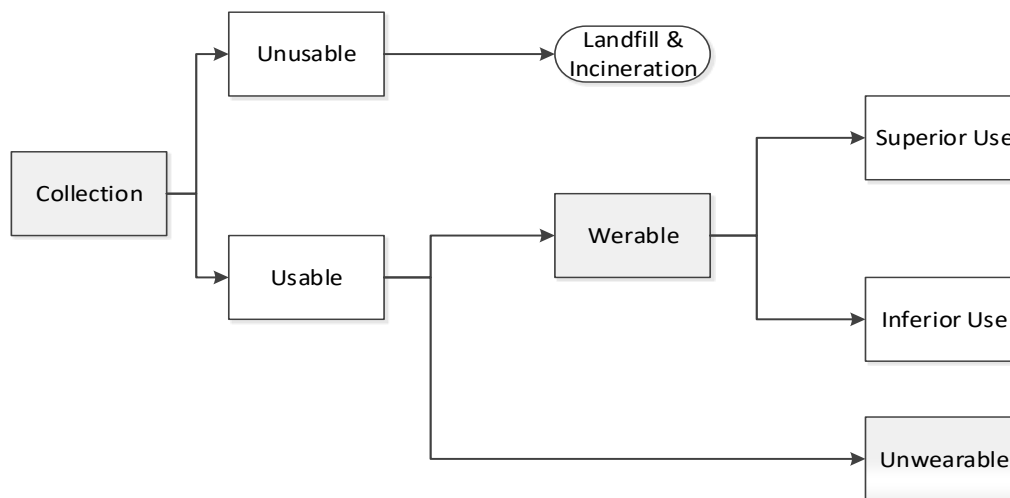 Unusable
Landfill &
Incineration
Superior Use
Collection
Werable
Usable
Inferior Use
Unwearable